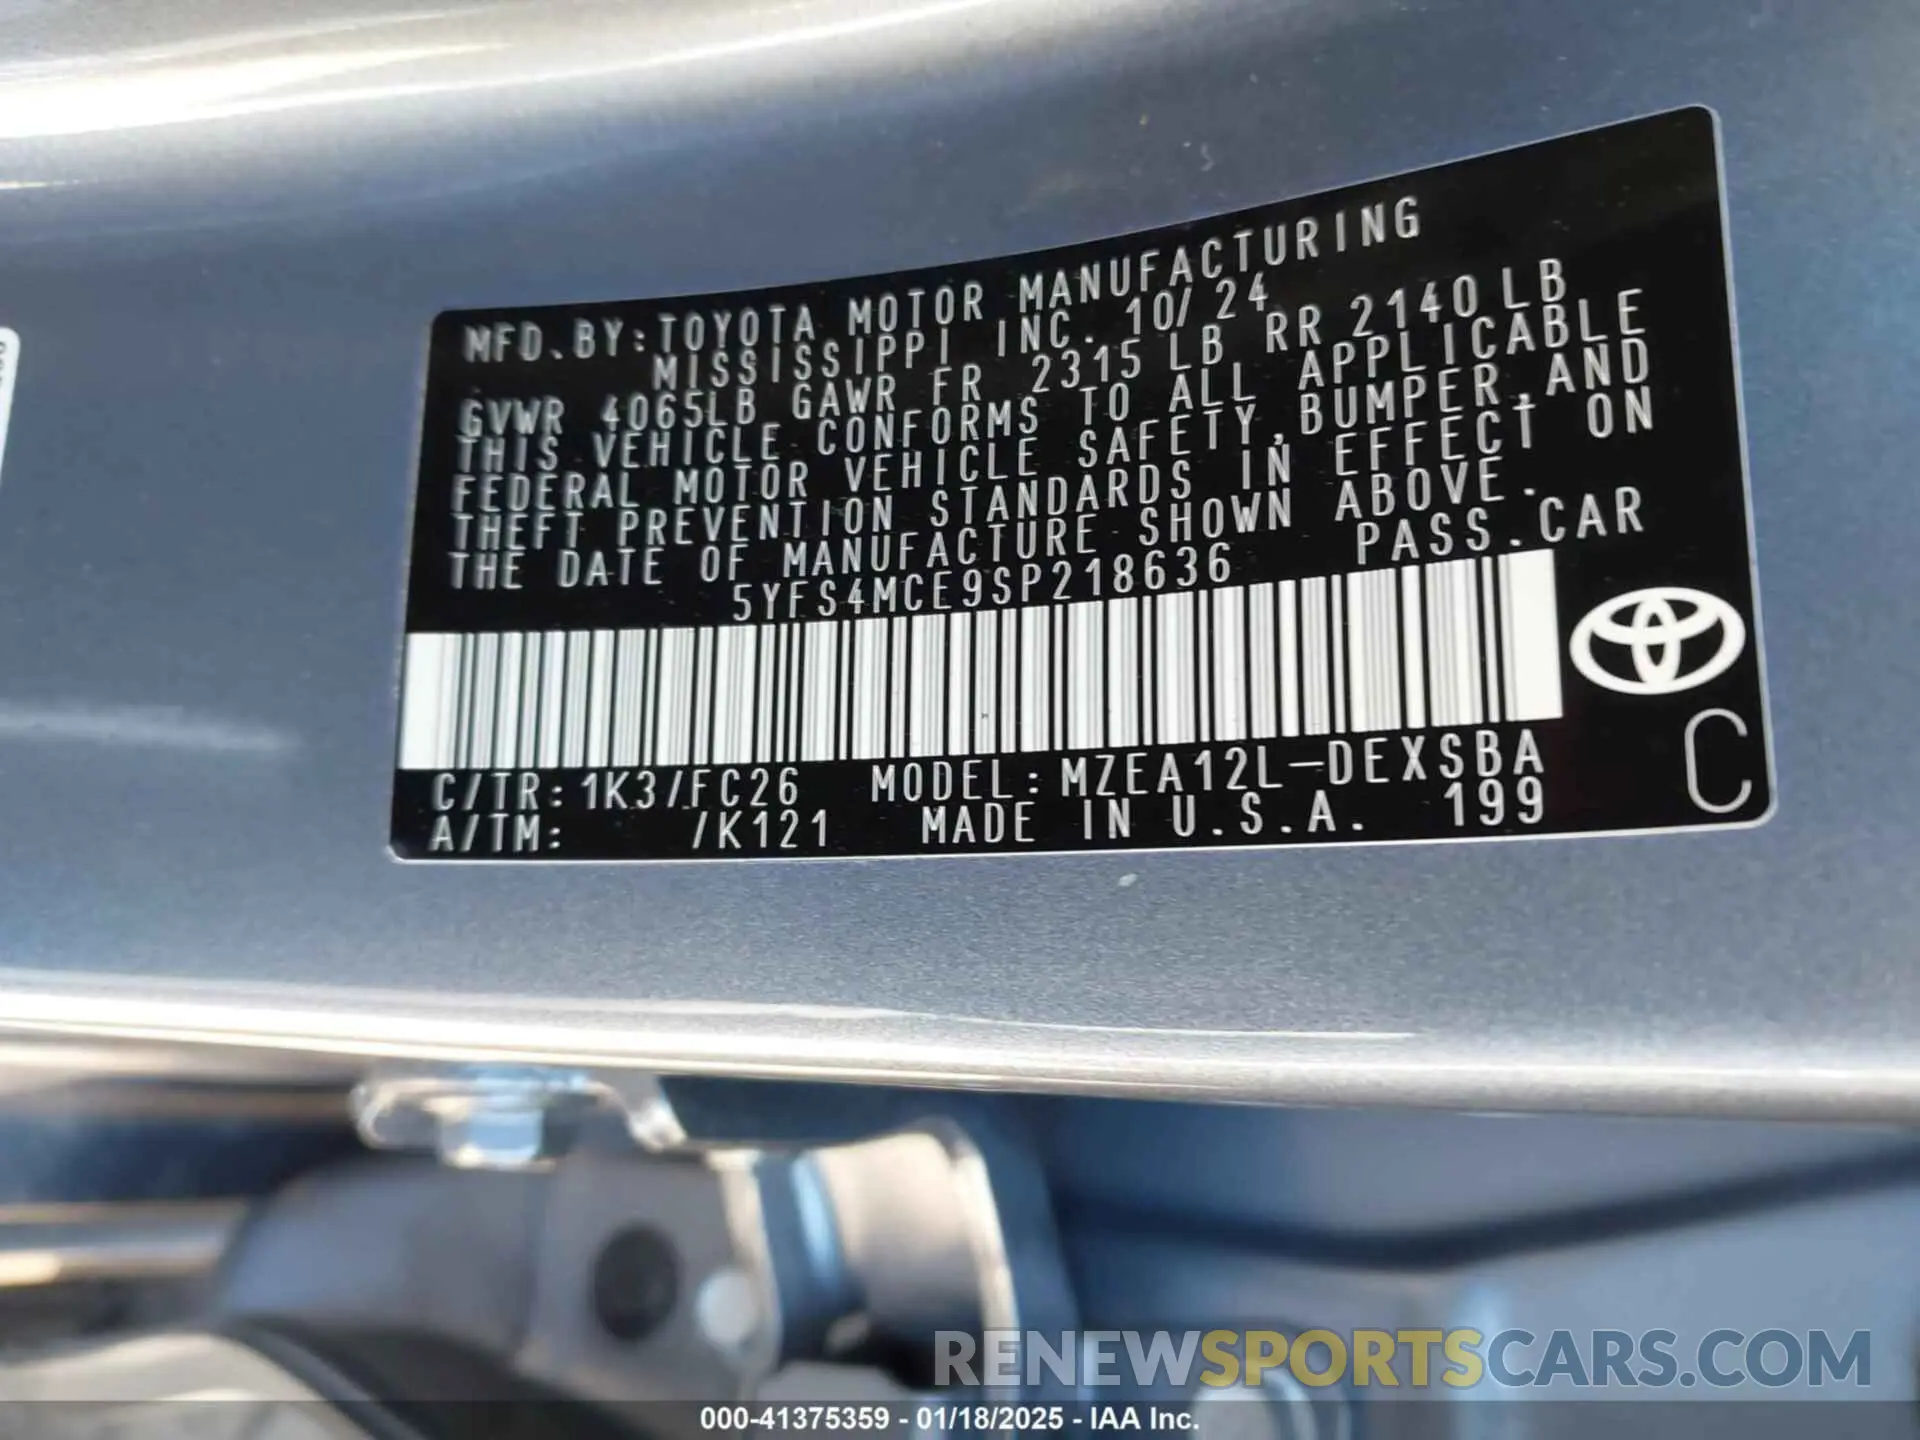 MFD. BY: TOYOTA MOTOR MANUFACTURING
MISSISSIPPI INC. 10/24
GVWR 4065LB GAWR FR 2315 LB RR 2140 LB
THIS VEHICLE CONFORMS TO ALL APPLICABLE
FEDERAL MOTOR VEHICLE SAFETY, BUMPER, AND
THEFT PREVENTION STANDARDS IN EFFECT ON
THE DATE OF MANUFACTURE SHOWN ABOVE.
5YFS4MCE9SP218636 PASS. CAR
C/TR: 1K3/FC26 MODEL: MZEA12L-DEXSBA
A/TM: /K121 MADE IN U.S.A. 199
C
RENEWSPORTSCARS.COM
000-41375359 - 01/18/2025 - IAA Inc.